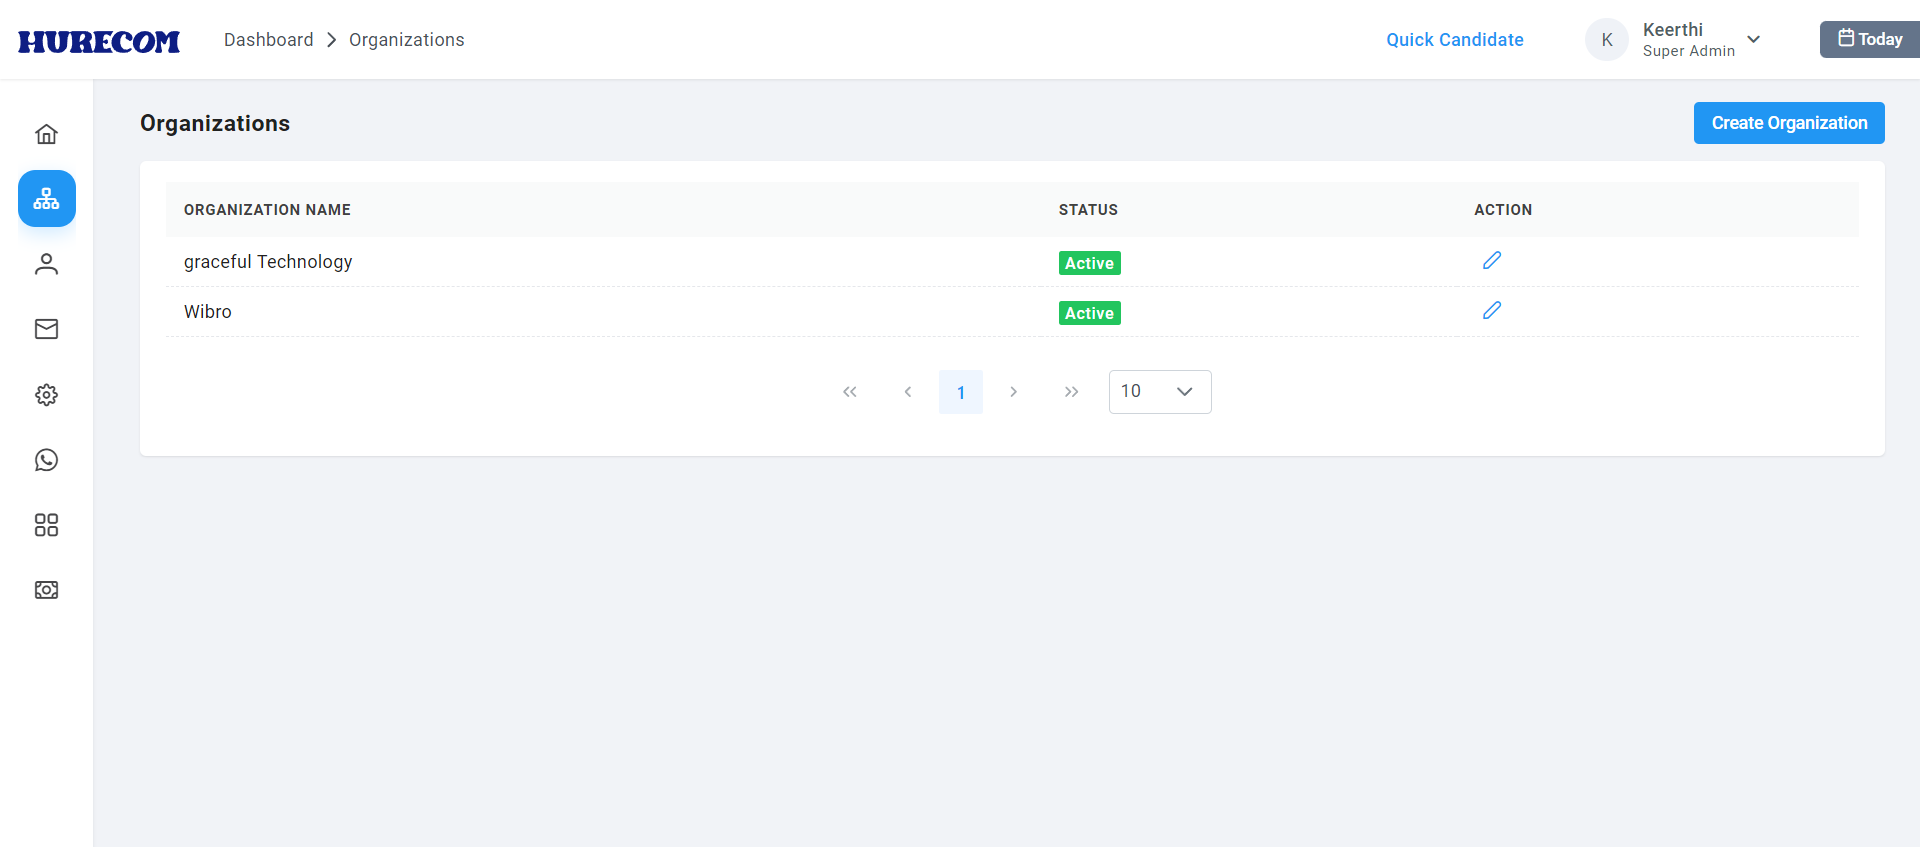 HURECOM
Dashboard Organizations
Quick Candidate
K
Keerthi
Super Admin
Today
Organizations
Create Organization
ORGANIZATION NAME STATUS ACTION
graceful Technology Active
Wibro Active
1
10